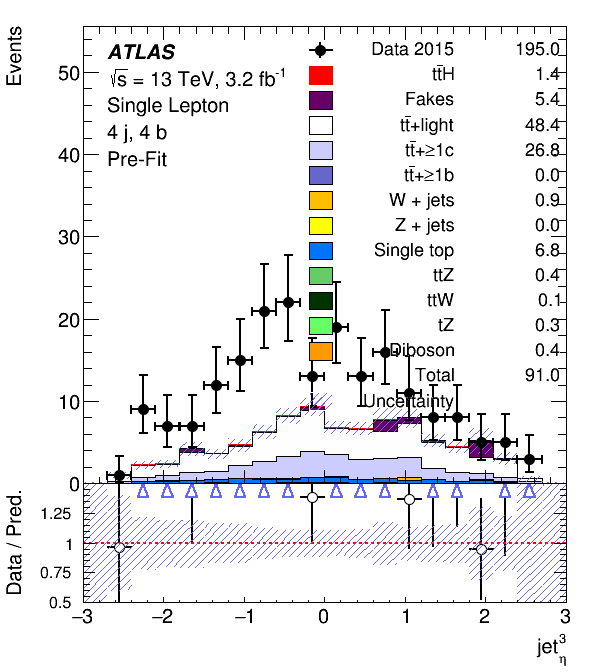 Events
ATLAS
√s = 13 TeV, 3.2 fb-1
Single Lepton
4 j, 4 b
Pre-Fit
Data 2015 195.0
tt̄H 1.4
Fakes 5.4
tt̄+light 48.4
tt̄+≥1c 26.8
tt̄+≥1b 0.0
W + jets 0.9
Z + jets 0.0
Single top 6.8
ttZ 0.4
ttW 0.1
tZ 0.3
Diboson 0.4
Total 91.0
Uncertainty
50
40
30
20
10
0
Data / Pred.
1.25
1
0.75
0.5
−3 −2 −1 0 1 2 3
jet3η